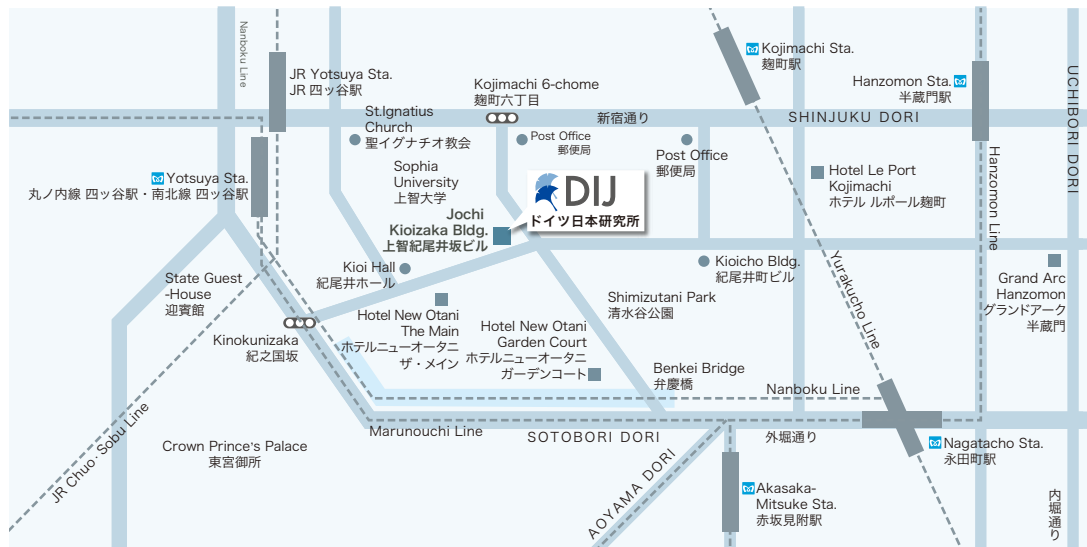 Nanboku Line
JR Yotsuya Sta.
JR 四ッ谷駅
Kojimachi 6-chome
麹町六丁目
Kojimachi Sta.
麹町駅
Hanzomon Sta.
半蔵門駅
UCHIBORI DORI
St.Ignatius
Church
聖イグナチオ教会
新宿通り
SHINJUKU DORI
Post Office
郵便局
Post Office
郵便局
Sophia
University
上智大学
Hotel Le Port
Kojimachi
ホテル ルポール麹町
Hanzomon Line
Yotsuya Sta.
丸ノ内線 四ッ谷駅・南北線 四ッ谷駅
DIJ
ドイツ日本研究所
Jochi
Kioizaka Bldg.
上智紀尾井坂ビル
Kioi Hall
紀尾井ホール
Kioicho Bldg.
紀尾井町ビル
Yurakucho Line
State Guest
-House
迎賓館
Grand Arc
Hanzomon
グランドアーク
半蔵門
Shimizutani Park
清水谷公園
Hotel New Otani
The Main
ホテルニューオータニ
ザ・メイン
Hotel New Otani
Garden Court
ホテルニューオータニ
ガーデンコート
Kinokunizaka
紀之国坂
Benkei Bridge
弁慶橋
Nanboku Line
JR Chuo·Sobu Line
Marunouchi Line
SOTOBORI DORI
外堀通り
Crown Prince's Palace
東宮御所
Nagatacho Sta.
永田町駅
AOYAMA DORI
Akasaka-
Mitsuke Sta.
赤坂見附駅
内堀通り